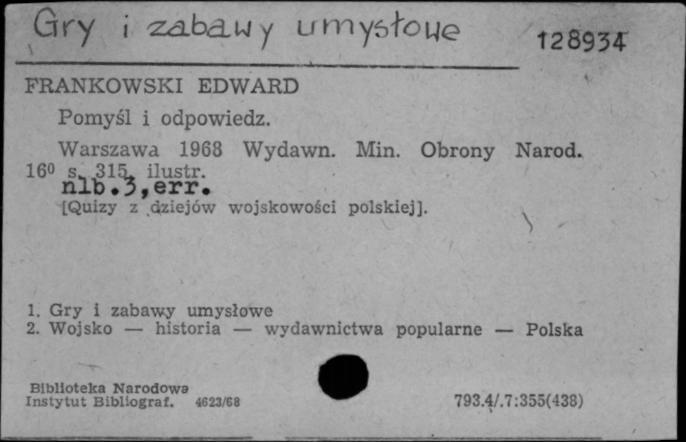 Gry i zabawy umysłowe
128934
FRANKOWSKI EDWARD
Pomyśl i odpowiedz.
Warszawa 1968 Wydawn. Min. Obrony Narod.
16⁰ s. 315, ilustr.
nlb.3,err.
[Quizy z dziejów wojskowości polskiej].
1. Gry i zabawy umysłowe
2. Wojsko — historia — wydawnictwa popularne — Polska
Biblioteka Narodowa
Instytut Bibliograf. 4623/68
793.4/.7:355(438)